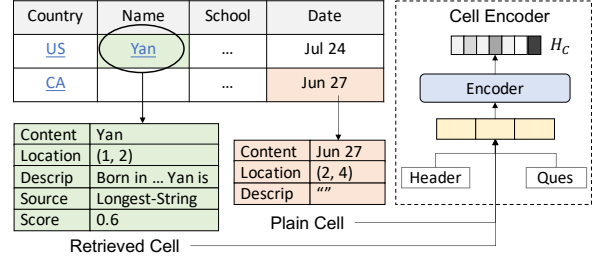 Country Name School Date
US Yan ... Jul 24
CA ... Jun 27
Content Yan
Location (1, 2)
Descrip Born in ... Yan is
Source Longest-String
Score 0.6
Retrieved Cell
Content Jun 27
Location (2, 4)
Descrip “”
Plain Cell
Cell Encoder
H_C
Encoder
Header Ques